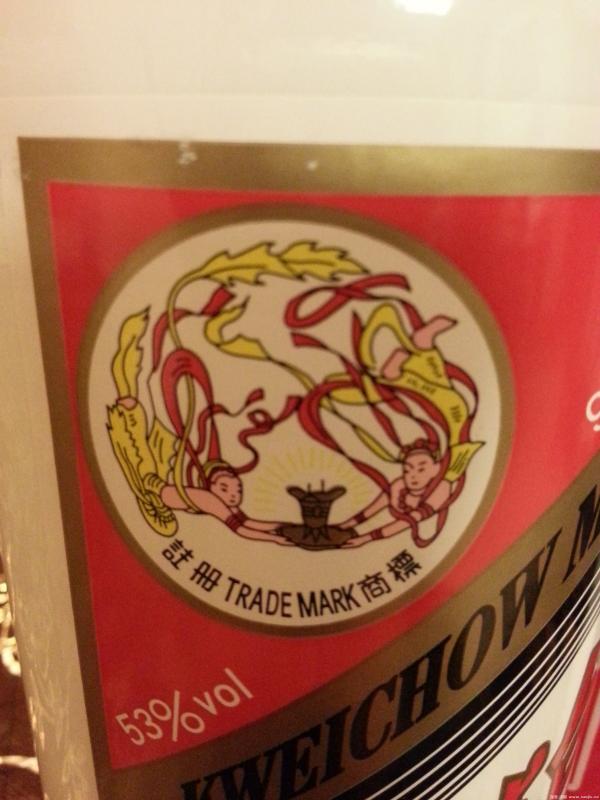 註冊 TRADE MARK 商標
53%vol
KWEICHOW M